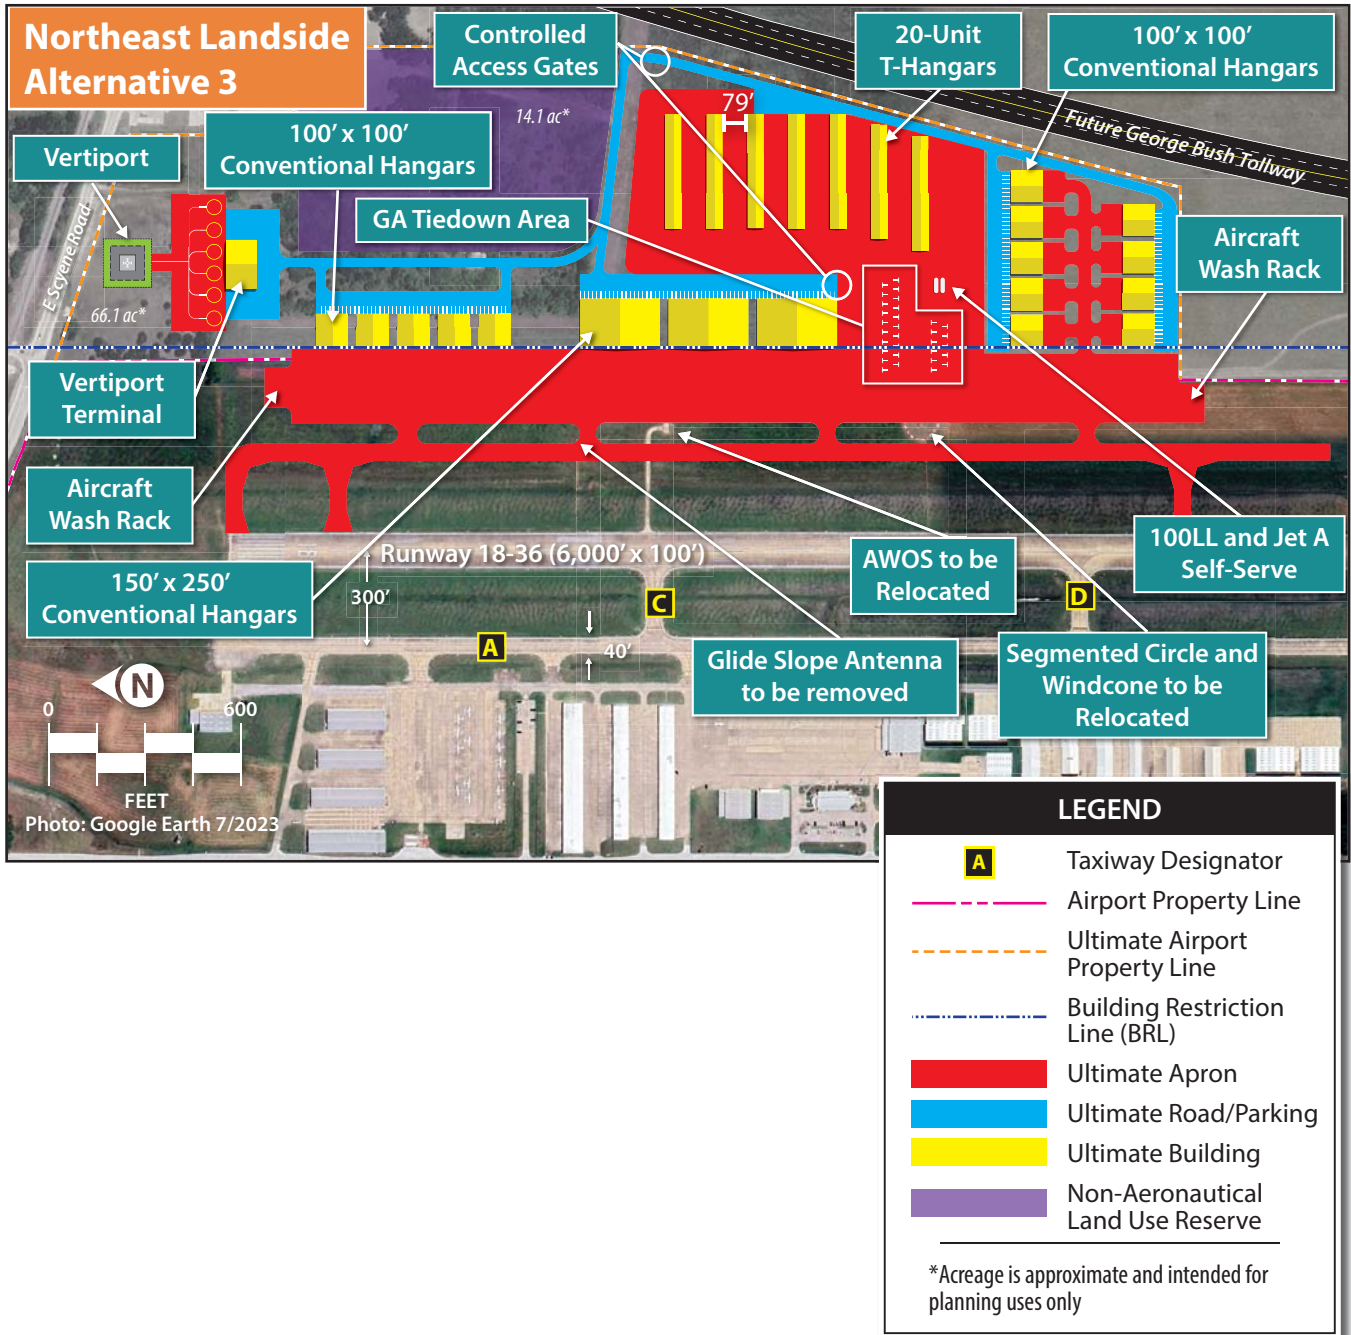 Northeast Landside
Alternative 3
Controlled
Access Gates
20-Unit
T-Hangars
100’ x 100’
Conventional Hangars
79’
14.1 ac*
Future George Bush Tollway
100’ x 100’
Conventional Hangars
Vertiport
GA Tiedown Area
E Scyene Road
Aircraft
Wash Rack
66.1 ac*
Vertiport
Terminal
Aircraft
Wash Rack
100LL and Jet A
Self-Serve
Runway 18-36 (6,000’ x 100’)
AWOS to be
Relocated
150’ x 250’
Conventional Hangars
300’
C
D
A
40’
Glide Slope Antenna
to be removed
Segmented Circle and
Windcone to be
Relocated
N
0 600
FEET
Photo: Google Earth 7/2023
LEGEND
A Taxiway Designator
Airport Property Line
Ultimate Airport
Property Line
Building Restriction
Line (BRL)
Ultimate Apron
Ultimate Road/Parking
Ultimate Building
Non-Aeronautical
Land Use Reserve
*Acreage is approximate and intended for
planning uses only